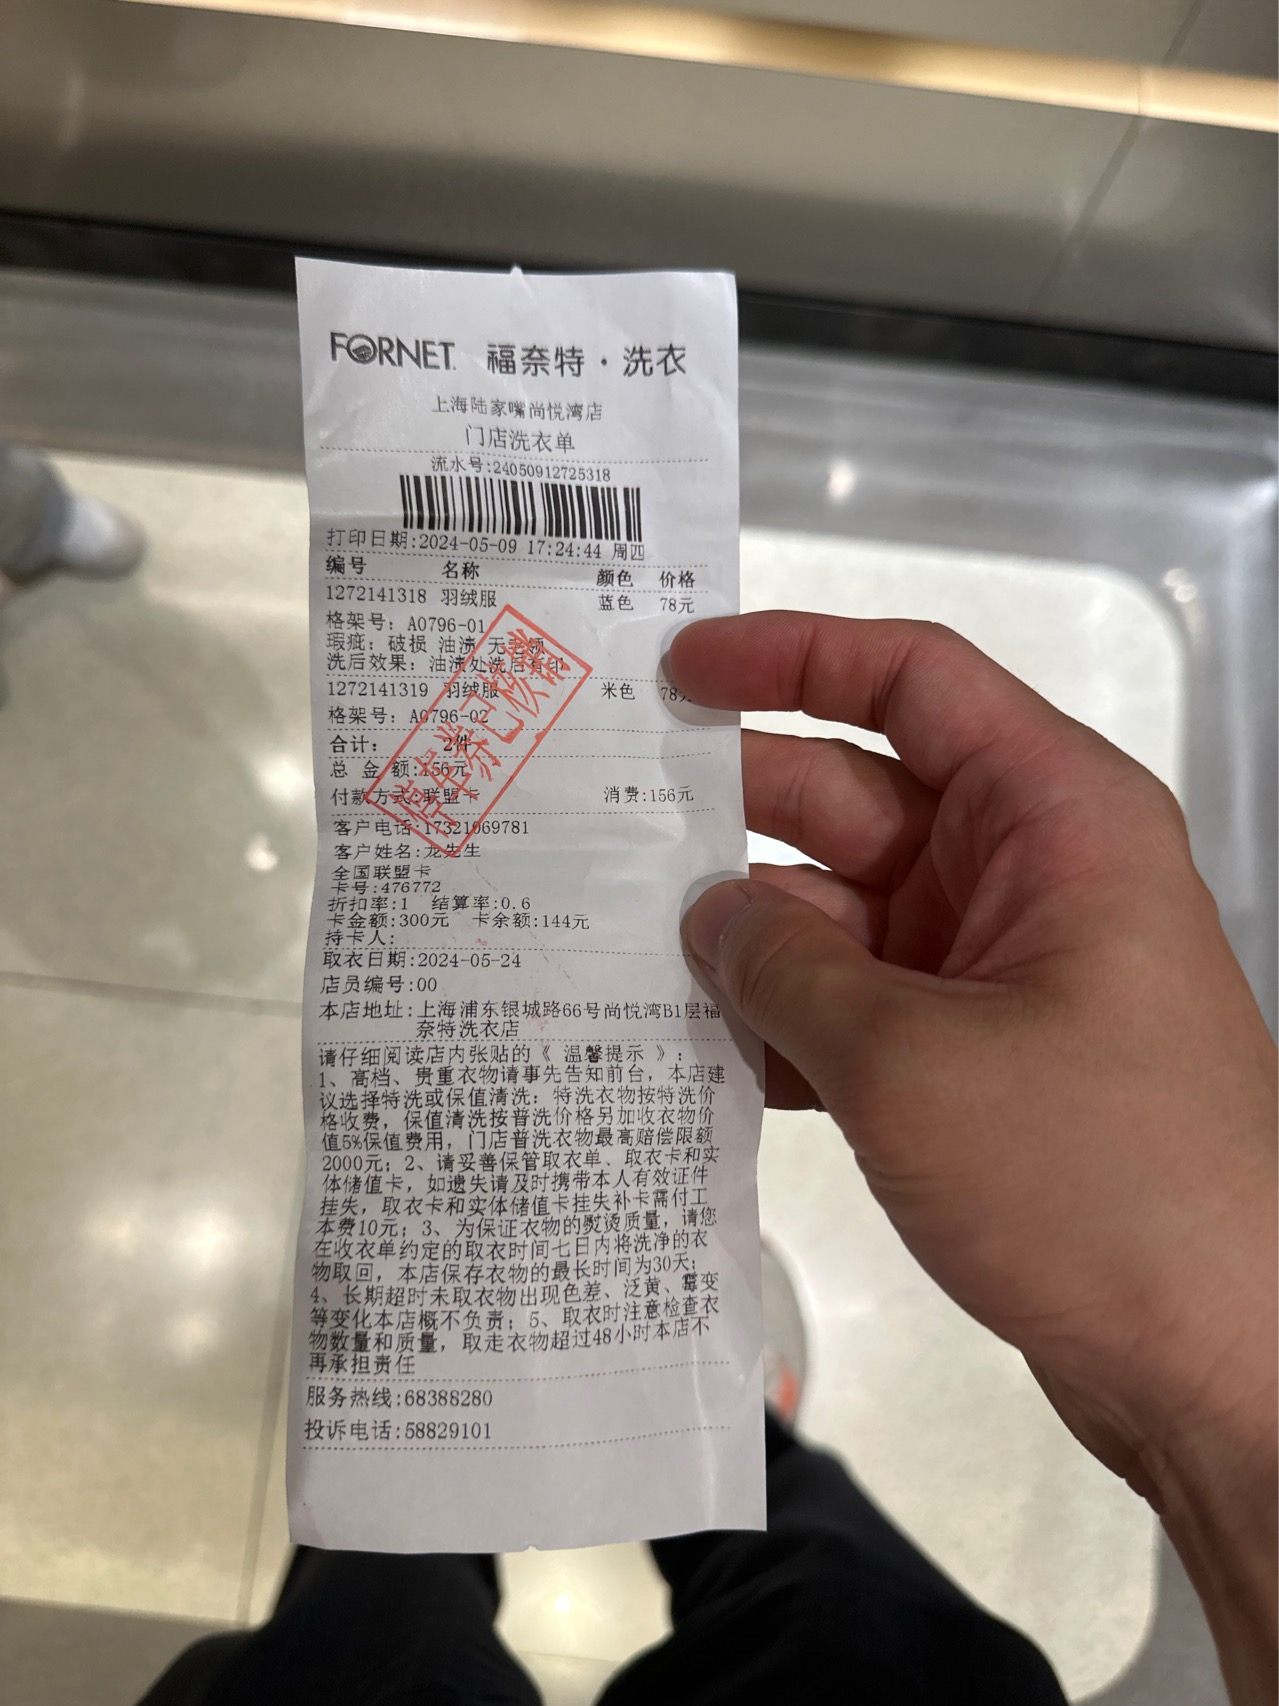 FORNET 福奈特·洗衣
上海陆家嘴尚悦湾店
门店洗衣单
流水号:24050912725318
打印日期:2024-05-09 17:24:44 周四
编号 名称 颜色 价格
1272141318 羽绒服 蓝色 78元
格架号: A0796-01
瑕疵: 破损 油渍 无毛领
洗后效果: 油渍处洗后有印
1272141319 羽绒服 米色 78元
格架号: A0796-02
合计: 2件
总 金 额:156元
付款方式:联盟卡 消费:156元
停车券已核销
客户电话:17321069781
客户姓名:龙先生
全国联盟卡
卡号:476772
折扣率:1 结算率:0.6
卡金额:300元 卡余额:144元
持卡人:
取衣日期:2024-05-24
店员编号:00
本店地址:上海浦东银城路66号尚悦湾B1层福
奈特洗衣店
请仔细阅读店内张贴的《 温馨提示 》:
1、高档、贵重衣物请事先告知前台,本店建
议选择特洗或保值清洗:特洗衣物按特洗价
格收费,保值清洗按普洗价格另加收衣物价
值5%保值费用,门店普洗衣物最高赔偿限额
2000元;2、请妥善保管取衣单、取衣卡和实
体储值卡,如遗失请及时携带本人有效证件
挂失,取衣卡和实体储值卡挂失补卡需付工
本费10元;3、为保证衣物的熨烫质量,请您
在收衣单约定的取衣时间七日内将洗净的衣
物取回,本店保存衣物的最长时间为30天;
4、长期超时未取衣物出现色差、泛黄、霉变
等变化本店概不负责;5、取衣时注意检查衣
物数量和质量,取走衣物超过48小时本店不
再承担责任
服务热线:68388280
投诉电话:58829101